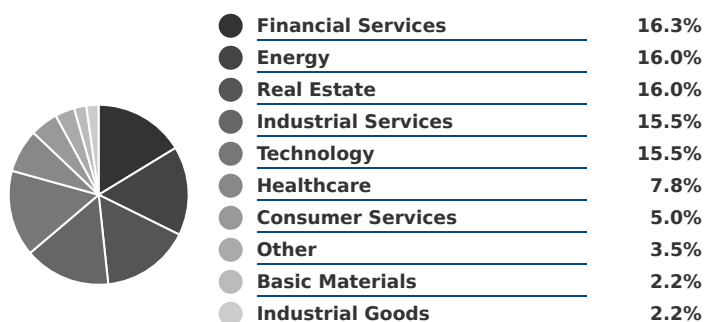 Financial Services 16.3%
Energy 16.0%
Real Estate 16.0%
Industrial Services 15.5%
Technology 15.5%
Healthcare 7.8%
Consumer Services 5.0%
Other 3.5%
Basic Materials 2.2%
Industrial Goods 2.2%